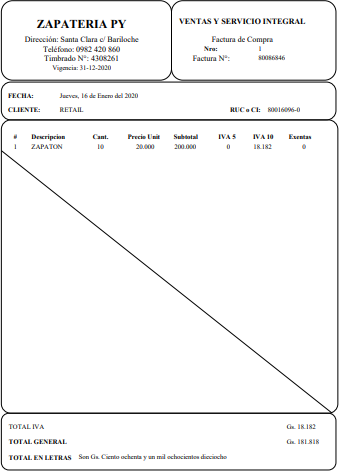 ZAPATERIA PY
Dirección: Santa Clara c/ Bariloche
Teléfono: 0982 420 860
Timbrado N°: 4308261
Vigencia: 31-12-2020
VENTAS Y SERVICIO INTEGRAL
Factura de Compra
Nro: 1
Factura N°: 80086846
FECHA: Jueves, 16 de Enero del 2020
CLIENTE: RETAIL RUC o CI: 80016096-0
# Descripcion Cant. Precio Unit Subtotal IVA 5 IVA 10 Exentas
1 ZAPATON 10 20.000 200.000 0 18.182 0
TOTAL IVA Gs. 18.182
TOTAL GENERAL Gs. 181.818
TOTAL EN LETRAS Son Gs. Ciento ochenta y un mil ochocientos dieciocho